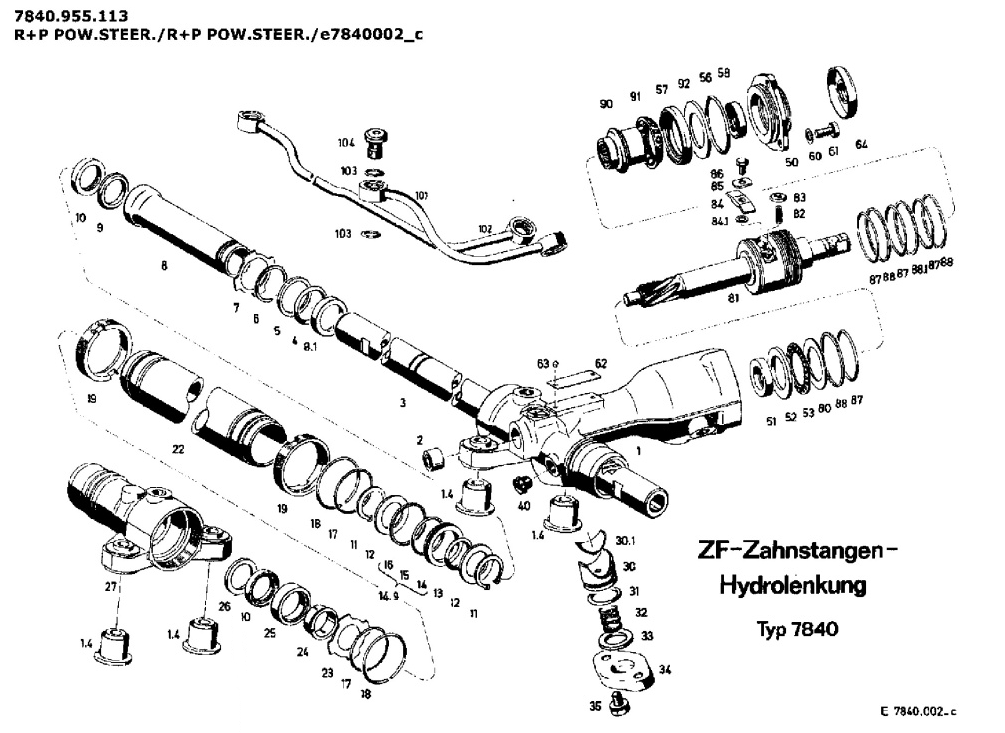 7840.955.113
R+P POW.STEER./R+P POW.STEER./e7840002_c
90 91 57 92 56 58
50 60 61 64
104
103
101
103
102
86
85
84
84.1
83
82
81
87 88 87 88.1 87 88
10 9 8
7 6 5 4 8.1
3
63 62
51 52 53 80 88 87
19
22
2
1
1.4
40
1.4
19 18 17 11 12
16
15
14
14.9
13 12 11
30.1
30
31
32
33
34
35
27
26 10 25 24 23 17 18
1.4
1.4
ZF-Zahnstangen-
Hydrolenkung
Typ 7840
E 7840.002-c